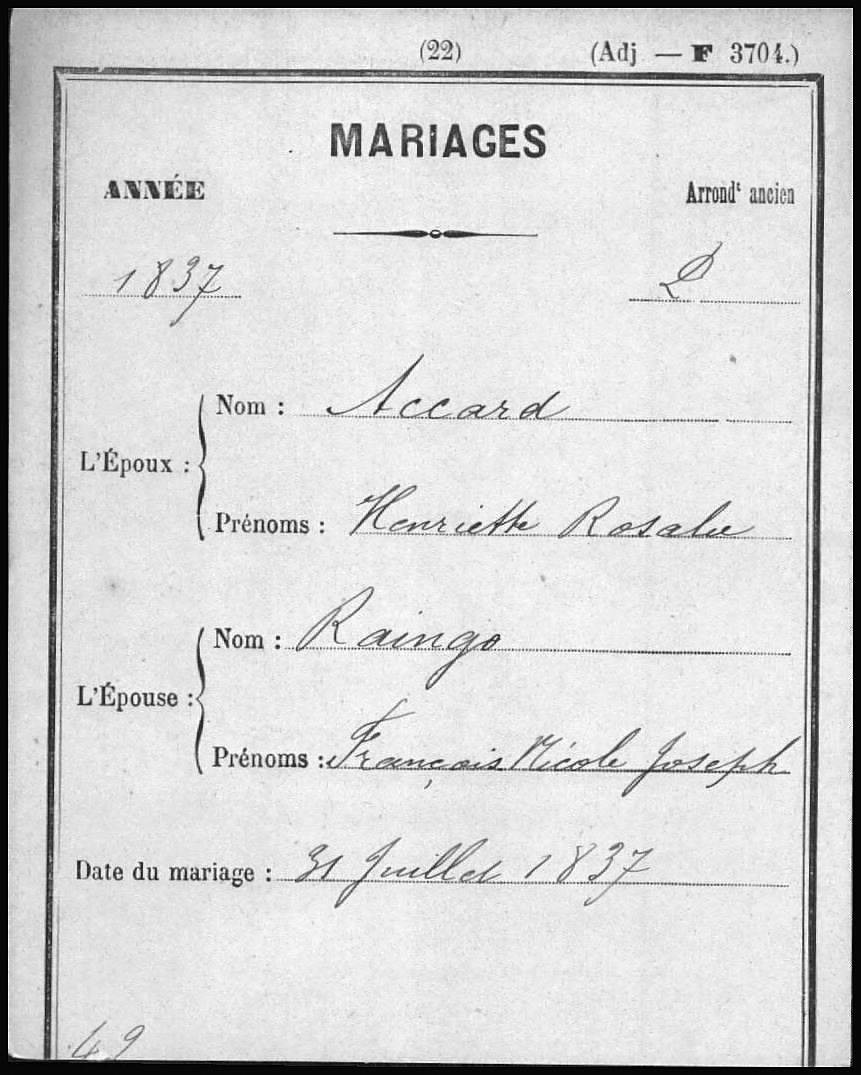 (22) (Adj — F 3704.)
MARIAGES
ANNÉE Arrondt ancien
1837 2
L'Époux :
Nom : Accard
Prénoms : Henriette Rosalie
L'Épouse :
Nom : Raingo
Prénoms : François Nicole Joseph
Date du mariage : 31 Juillet 1837
49